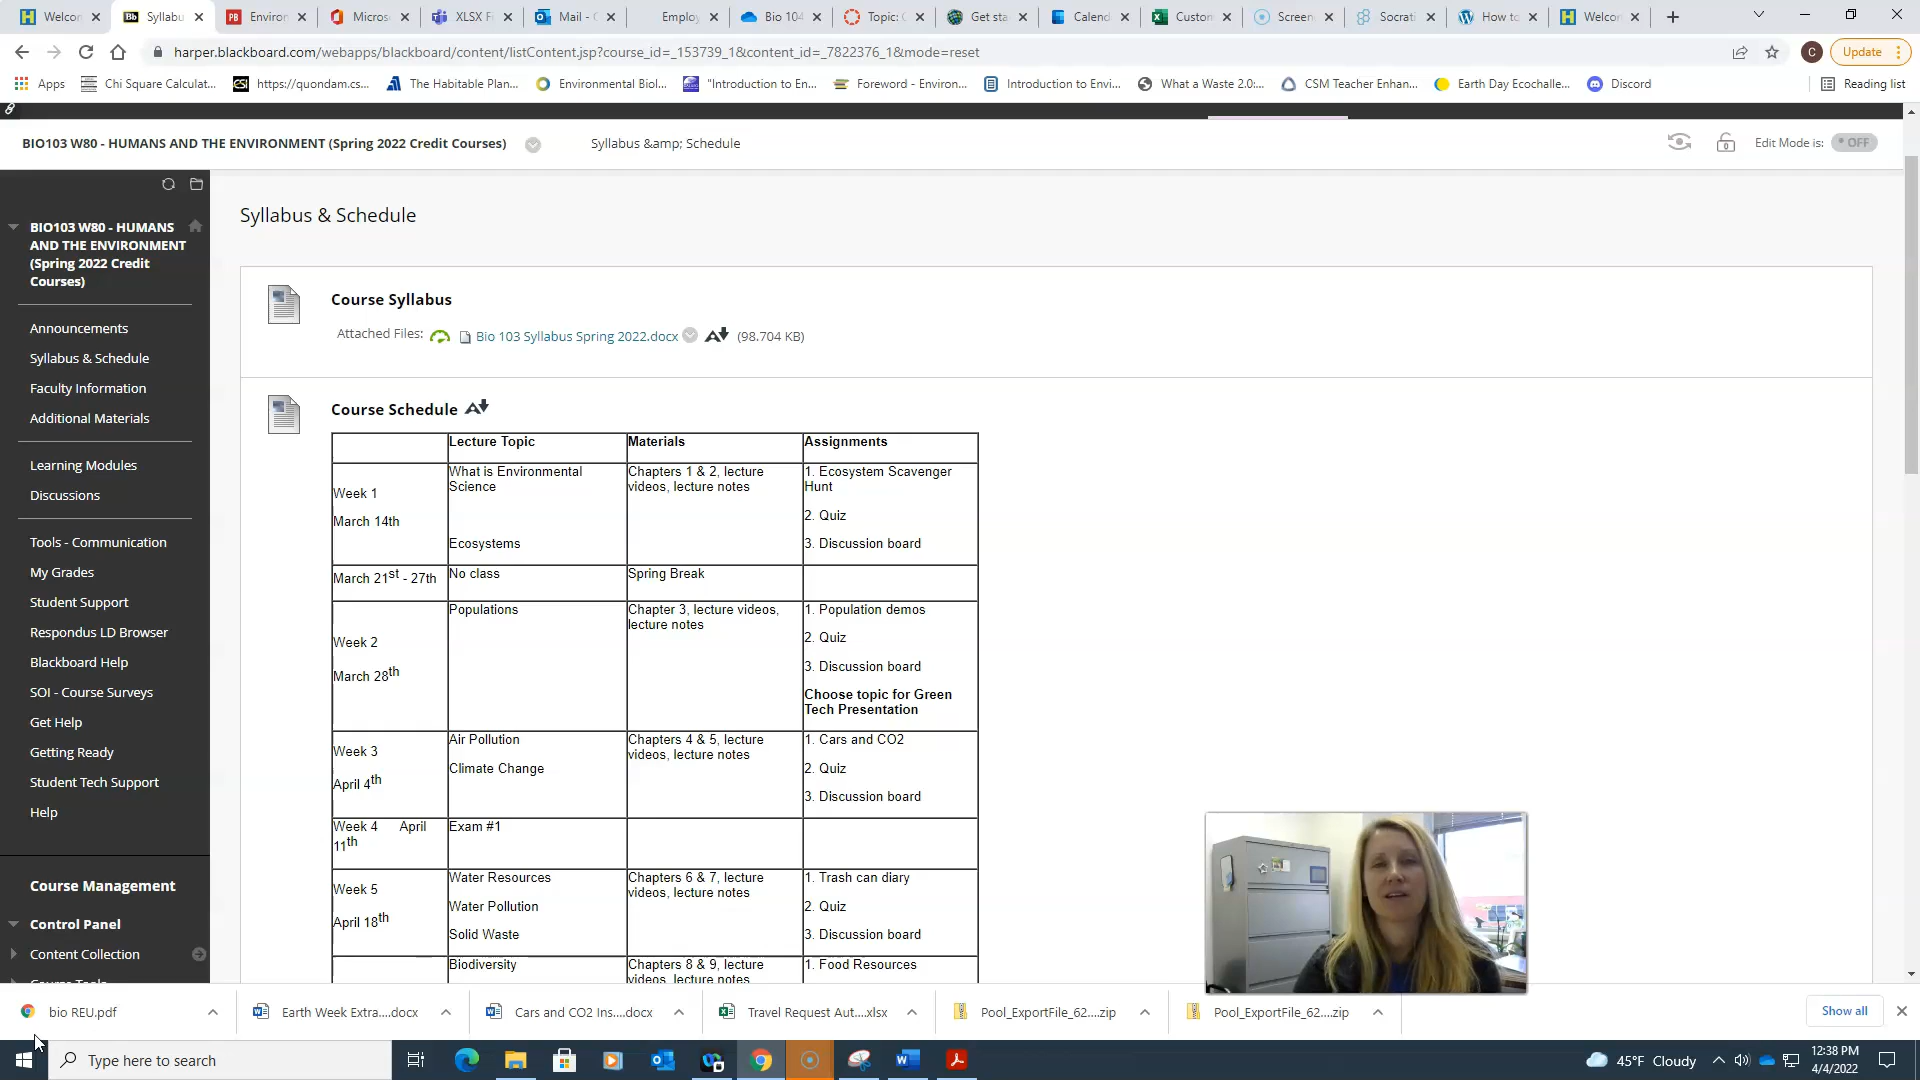 Welcon
Syllabu
Environ
Micros
XLSX Fi
Mail - C
Employ
Bio 104
Topic: C
Get sta
Calend
Custom
Screen
Socrati
How to
Welcon
harper.blackboard.com/webapps/blackboard/content/listContent.jsp?course_id=_153739_1&content_id=_7822376_1&mode=reset
C
Update
Apps
Chi Square Calculat...
https://quondam.cs...
The Habitable Plan...
Environmental Biol...
"Introduction to En...
Foreword - Environ...
Introduction to Envi...
What a Waste 2.0:...
CSM Teacher Enhan...
Earth Day Ecochalle...
Discord
Reading list
BIO103 W80 - HUMANS AND THE ENVIRONMENT (Spring 2022 Credit Courses)
Syllabus &amp; Schedule
Edit Mode is:
OFF
BIO103 W80 - HUMANS
AND THE ENVIRONMENT
(Spring 2022 Credit
Courses)
Announcements
Syllabus & Schedule
Faculty Information
Additional Materials
Learning Modules
Discussions
Tools - Communication
My Grades
Student Support
Respondus LD Browser
Blackboard Help
SOI - Course Surveys
Get Help
Getting Ready
Student Tech Support
Help
Course Management
Control Panel
Content Collection
Syllabus & Schedule
Course Syllabus
Attached Files:
Bio 103 Syllabus Spring 2022.docx
(98.704 KB)
Course Schedule
Lecture Topic
Materials
Assignments
Week 1
March 14th
What is Environmental
Science
Ecosystems
Chapters 1 & 2, lecture
videos, lecture notes
1. Ecosystem Scavenger
Hunt
2. Quiz
3. Discussion board
March 21st - 27th
No class
Spring Break
Week 2
March 28th
Populations
Chapter 3, lecture videos,
lecture notes
1. Population demos
2. Quiz
3. Discussion board
Choose topic for Green
Tech Presentation
Week 3
April 4th
Air Pollution
Climate Change
Chapters 4 & 5, lecture
videos, lecture notes
1. Cars and CO2
2. Quiz
3. Discussion board
Week 4 April
11th
Exam #1
Week 5
April 18th
Water Resources
Water Pollution
Solid Waste
Chapters 6 & 7, lecture
videos, lecture notes
1. Trash can diary
2. Quiz
3. Discussion board
Biodiversity
Chapters 8 & 9, lecture
videos, lecture notes
1. Food Resources
bio REU.pdf
Earth Week Extra....docx
Cars and CO2 Ins....docx
Travel Request Aut....xlsx
Pool_ExportFile_62....zip
Pool_ExportFile_62....zip
Show all
Type here to search
45°F Cloudy
12:38 PM
4/4/2022